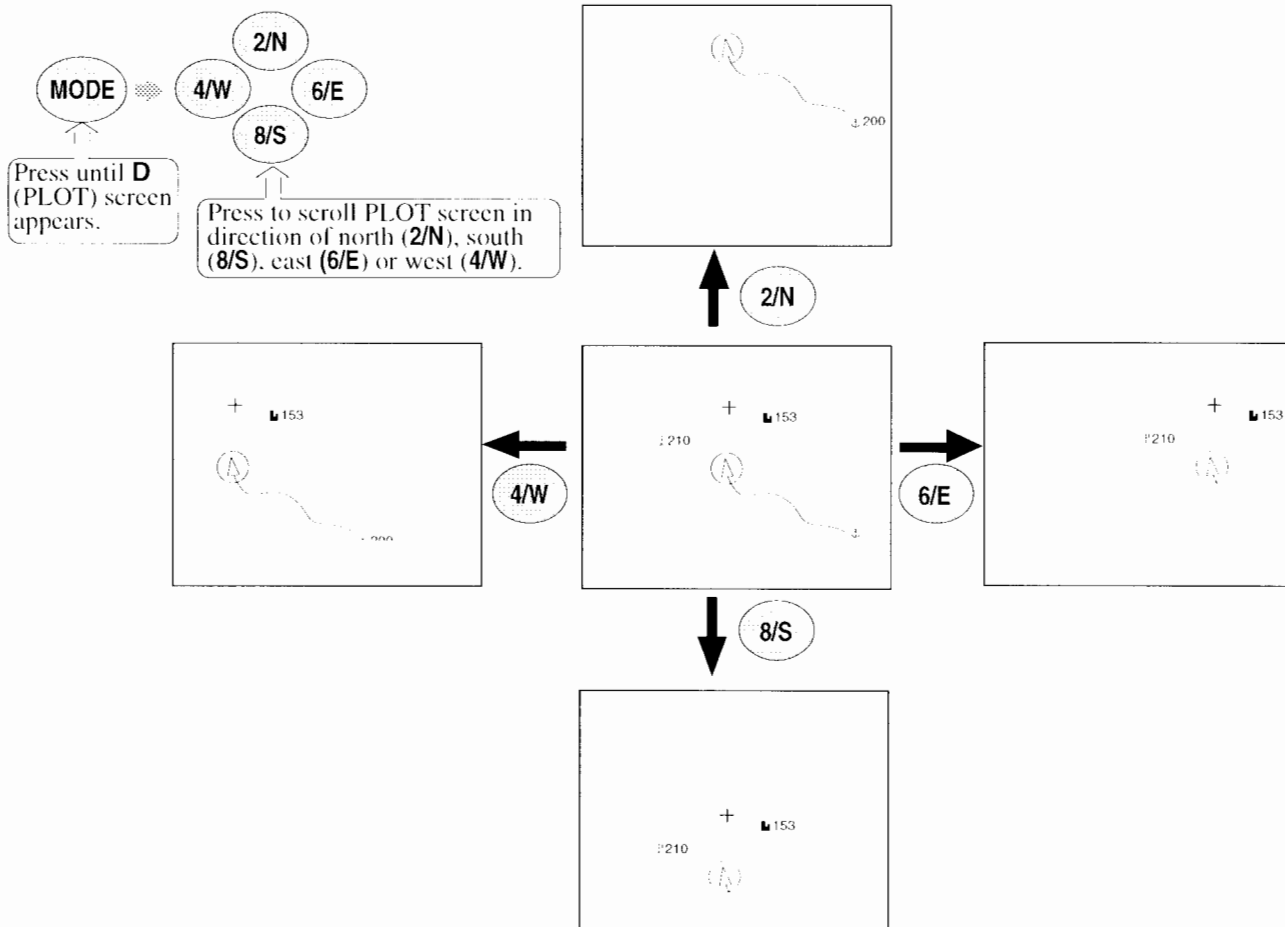 2/N
MODE
4/W
6/E
8/S
Press until D
(PLOT) screen
appears.
Press to scroll PLOT screen in
direction of north (2/N), south
(8/S), east (6/E) or west (4/W).
200
2/N
153
153
210
153
210
4/W
6/E
8/S
153
210